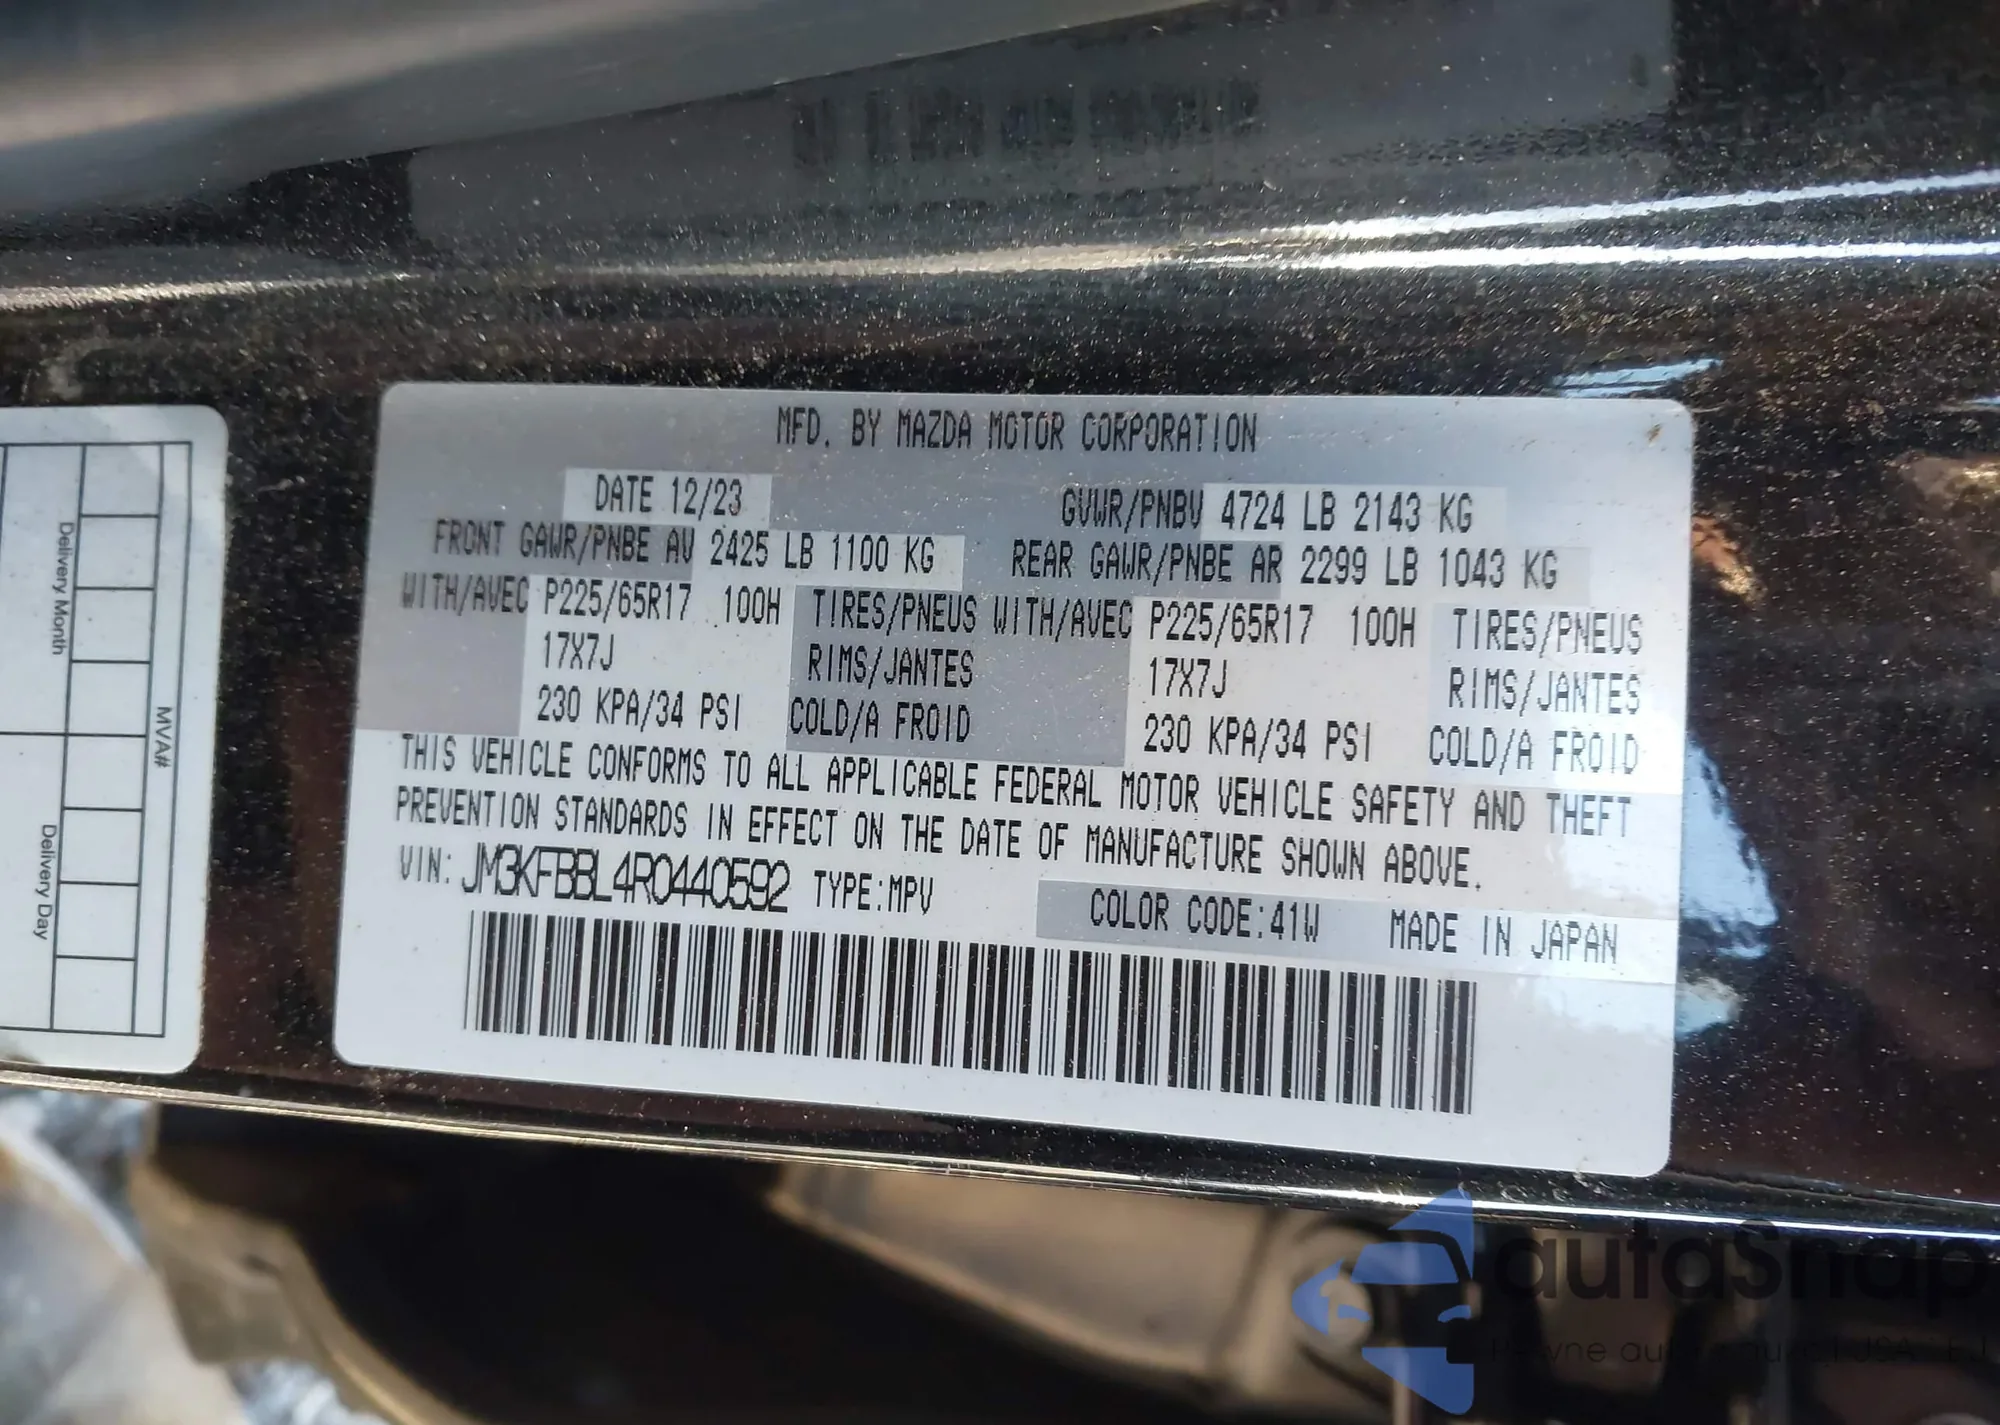 MFD. BY MAZDA MOTOR CORPORATION
DATE 12/23 GVWR/PNBV 4724 LB 2143 KG
FRONT GAWR/PNBE AV 2425 LB 1100 KG REAR GAWR/PNBE AR 2299 LB 1043 KG
WITH/AVEC P225/65R17 100H TIRES/PNEUS WITH/AVEC P225/65R17 100H TIRES/PNEUS
17X7J RIMS/JANTES 17X7J RIMS/JANTES
230 KPA/34 PSI COLD/A FROID 230 KPA/34 PSI COLD/A FROID
THIS VEHICLE CONFORMS TO ALL APPLICABLE FEDERAL MOTOR VEHICLE SAFETY AND THEFT
PREVENTION STANDARDS IN EFFECT ON THE DATE OF MANUFACTURE SHOWN ABOVE.
VIN: JM3KFBBL4R0440592 TYPE:MPV COLOR CODE:41W MADE IN JAPAN
MVA#
Delivery Month
Delivery Day
autaSnap